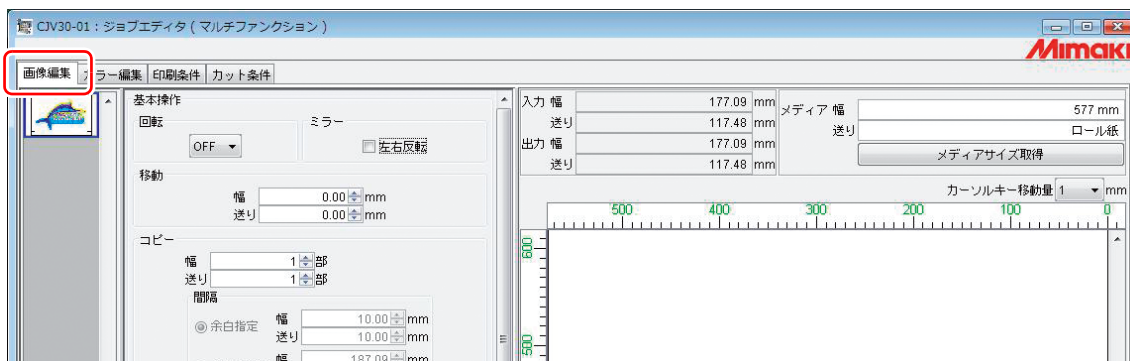 CJV30-01：ジョブエディタ ( マルチファンクション )
Mimaki
画像編集 カラー編集 印刷条件 カット条件
基本操作
回転 ミラー
OFF 左右反転
移動
幅 0.00 mm
送り 0.00 mm
コピー
幅 1 部
送り 1 部
間隔
余白指定 幅 10.00 mm
送り 10.00 mm
幅 187.09 mm
入力 幅 177.09 mm
送り 117.48 mm
出力 幅 177.09 mm
送り 117.48 mm
メディア 幅 577 mm
送り ロール紙
メディアサイズ取得
カーソルキー移動量 1 mm
500 400 300 200 100 0
600
500